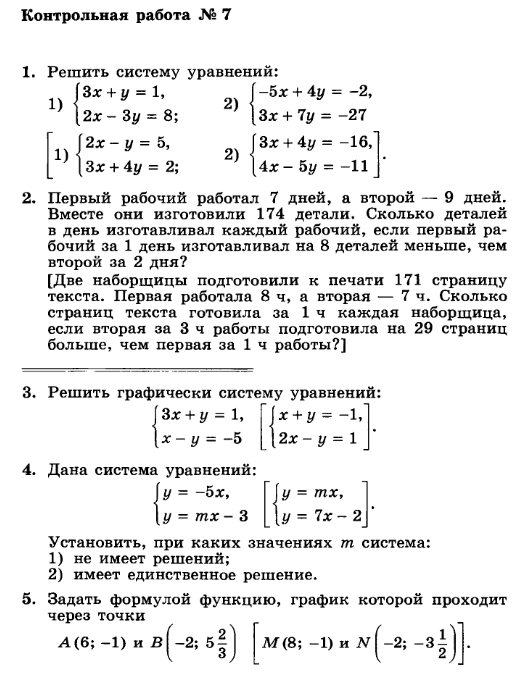 Контрольная работа № 7
1. Решить систему уравнений:
1) {3x + y = 1, 2x − 3y = 8; 2) {−5x + 4y = −2, 3x + 7y = −27
[1) {2x − y = 5, 3x + 4y = 2; 2) {3x + 4y = −16, 4x − 5y = −11].
2. Первый рабочий работал 7 дней, а второй — 9 дней.
Вместе они изготовили 174 детали. Сколько деталей
в день изготавливал каждый рабочий, если первый ра-
бочий за 1 день изготавливал на 8 деталей меньше, чем
второй за 2 дня?
[Две наборщицы подготовили к печати 171 страницу
текста. Первая работала 8 ч, а вторая — 7 ч. Сколько
страниц текста готовила за 1 ч каждая наборщица,
если вторая за 3 ч работы подготовила на 29 страниц
больше, чем первая за 1 ч работы?]
3. Решить графически систему уравнений:
{3x + y = 1, x − y = −5 [{x + y = −1, 2x − y = 1].
4. Дана система уравнений:
{y = −5x, y = mx − 3 [{y = mx, y = 7x − 2].
Установить, при каких значениях m система:
1) не имеет решений;
2) имеет единственное решение.
5. Задать формулой функцию, график которой проходит
через точки
A(6; −1) и B(−2; 5 2/3) [M(8; −1) и N(−2; −3 1/2)].